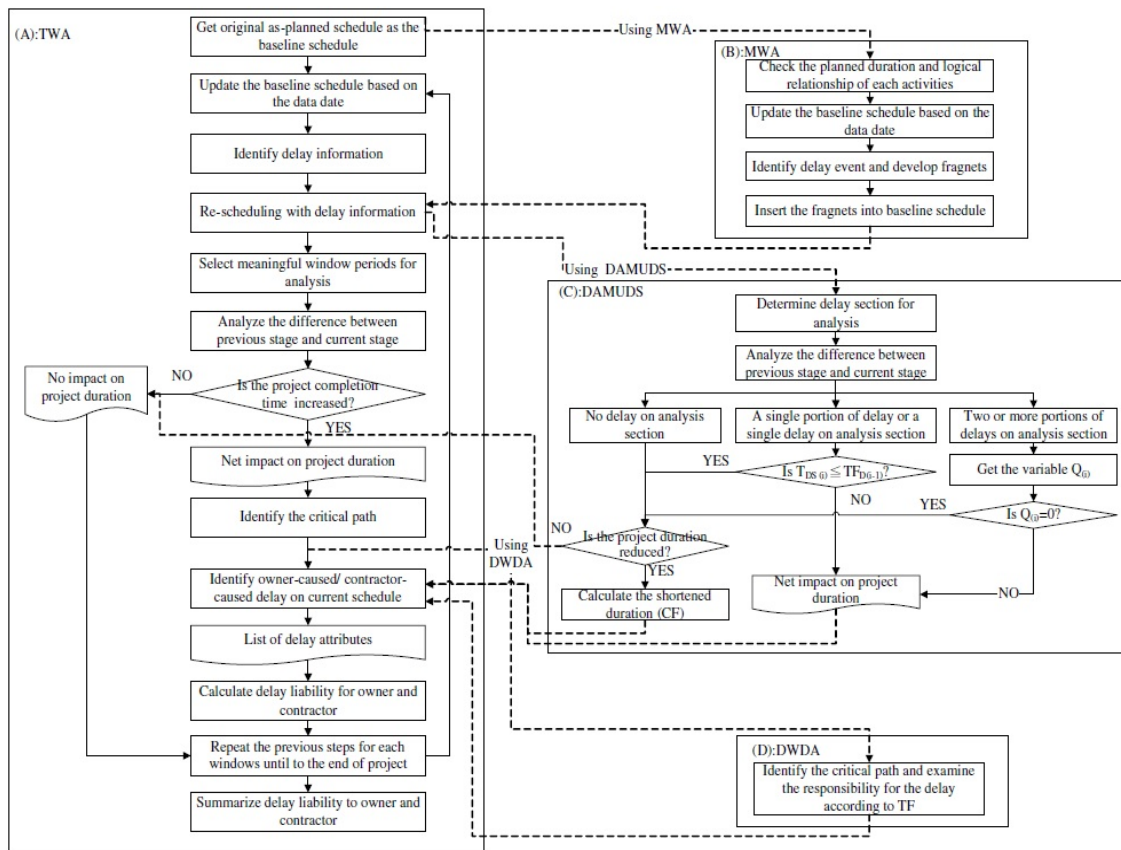 (A):TWA
Get original as-planned schedule as the
baseline schedule
Update the baseline schedule based on
the data date
Identify delay information
Re-scheduling with delay information
Select meaningful window periods for
analysis
Analyze the difference between
previous stage and current stage
Is the project completion
time increased?
NO
No impact on
project duration
YES
Net impact on project duration
Identify the critical path
Identify owner-caused/ contractor-
caused delay on current schedule
List of delay attributes
Calculate delay liability for owner and
contractor
Repeat the previous steps for each
windows until to the end of project
Summarize delay liability to owner and
contractor
Using MWA
(B):MWA
Check the planned duration and logical
relationship of each activities
Update the baseline schedule based on the
data date
Identify delay event and develop fragnets
Insert the fragnets into baseline schedule
Using DAMUDS
(C):DAMUDS
Determine delay section for
analysis
Analyze the difference between
previous stage and current stage
No delay on analysis
section
A single portion of delay or a
single delay on analysis section
Two or more portions of
delays on analysis section
YES
Is TDS(i)≦TFD(i-1)?
Get the variable Q(i)
NO
YES
Is Q(i)=0?
NO
Is the project duration
reduced?
YES
Calculate the shortened
duration (CF)
Net impact on project
duration
NO
Using
DWDA
(D):DWDA
Identify the critical path and examine
the responsibility for the delay
according to TF